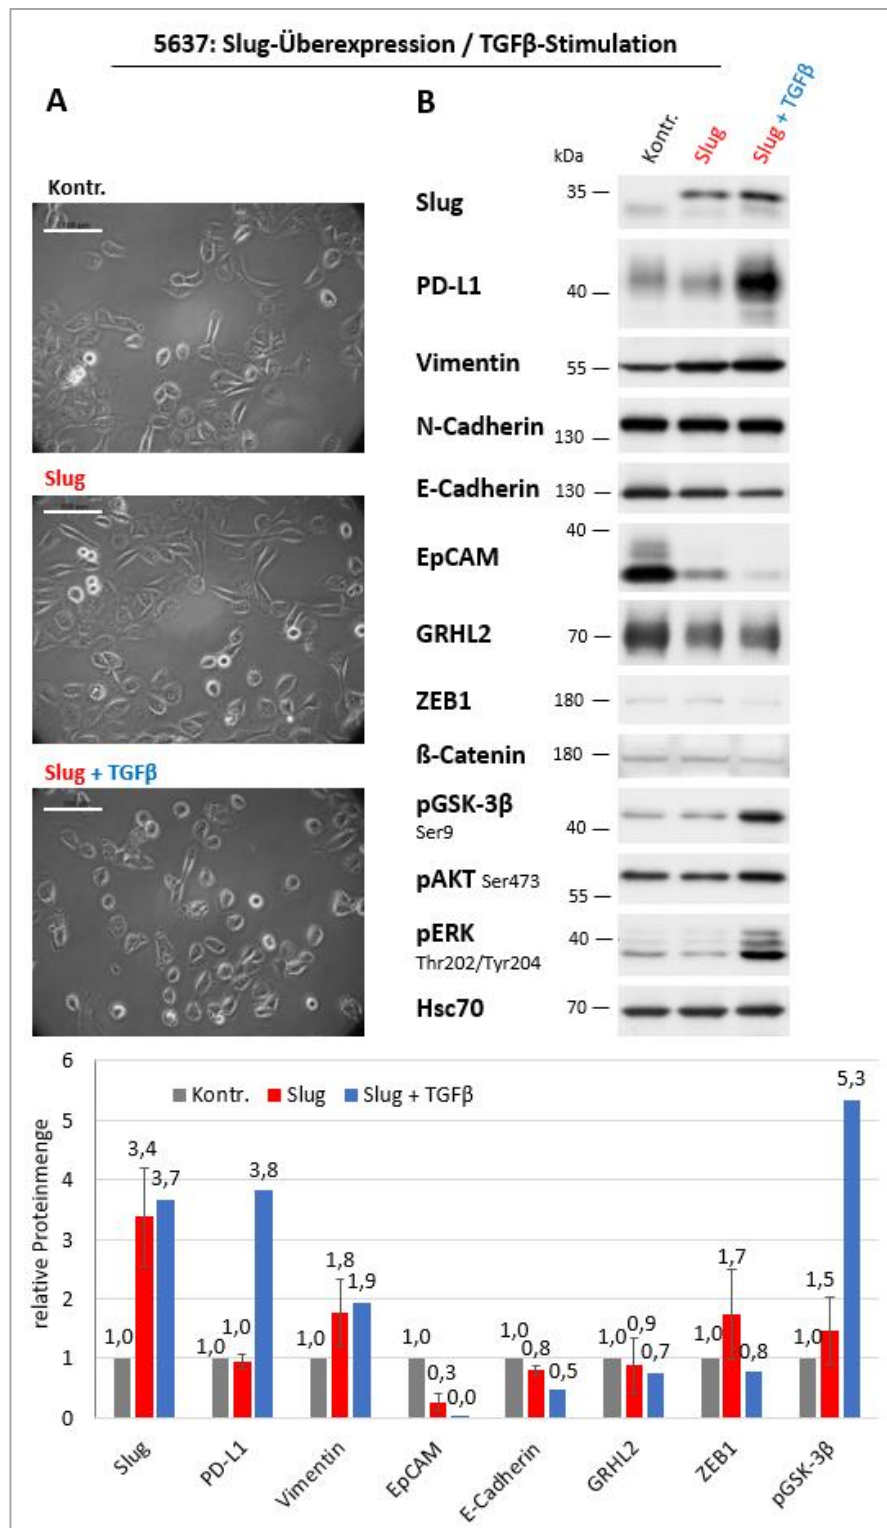 5637: Slug-Überexpression / TGFβ-Stimulation
A
Kontr.
Slug
Slug + TGFβ
B
kDa
Kontr.
Slug
Slug + TGFβ
Slug
35
PD-L1
40
Vimentin
55
N-Cadherin
130
E-Cadherin
130
40
EpCAM
GRHL2
70
ZEB1
180
ß-Catenin
180
pGSK-3β
Ser9
40
pAKT Ser473
55
pERK
40
Thr202/Tyr204
Hsc70
70
relative Proteinmenge
6
5
4
3
2
1
0
Kontr. Slug Slug + TGFβ
1,0 3,4 3,7
1,0 1,0 3,8
1,0 1,8 1,9
1,0 0,3 0,0
1,0 0,8 0,5
1,0 0,9 0,7
1,0 1,7 0,8
1,0 1,5 5,3
Slug
PD-L1
Vimentin
EpCAM
E-Cadherin
GRHL2
ZEB1
pGSK-3β